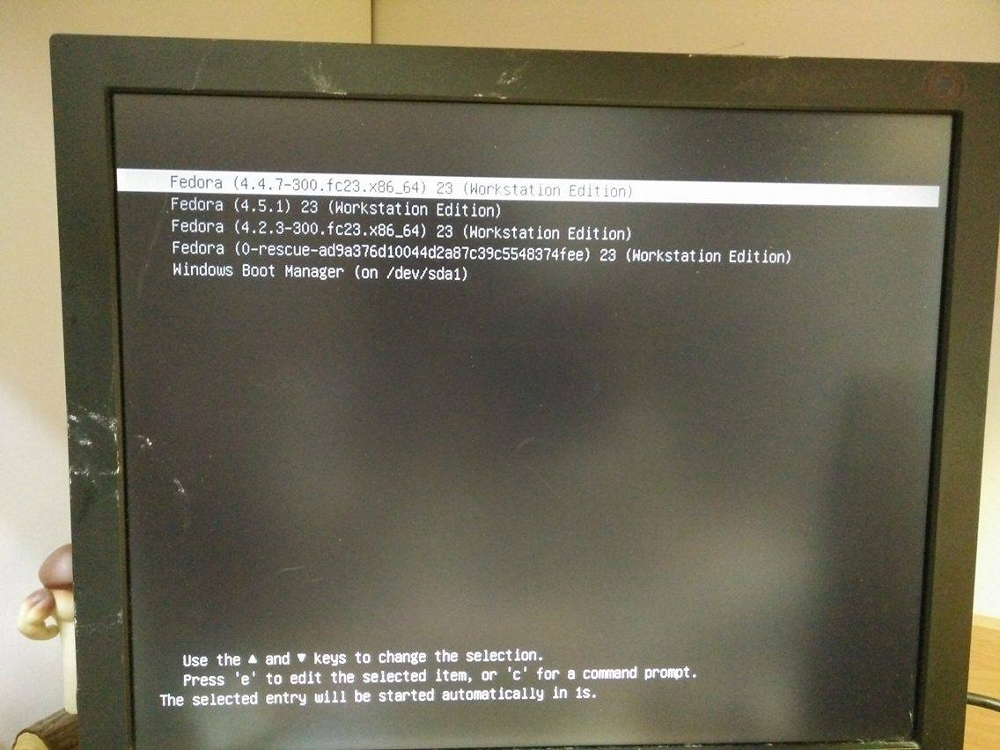 Fedora (4.4.7-300.fc23.x86_64) 23 (Workstation Edition)
Fedora (4.5.1) 23 (Workstation Edition)
Fedora (4.2.3-300.fc23.x86_64) 23 (Workstation Edition)
Fedora (0-rescue-ad9a376d10044d2a87c39c5548374fee) 23 (Workstation Edition)
Windows Boot Manager (on /dev/sda1)
Use the ▲ and ▼ keys to change the selection.
Press 'e' to edit the selected item, or 'c' for a command prompt.
The selected entry will be started automatically in 1s.